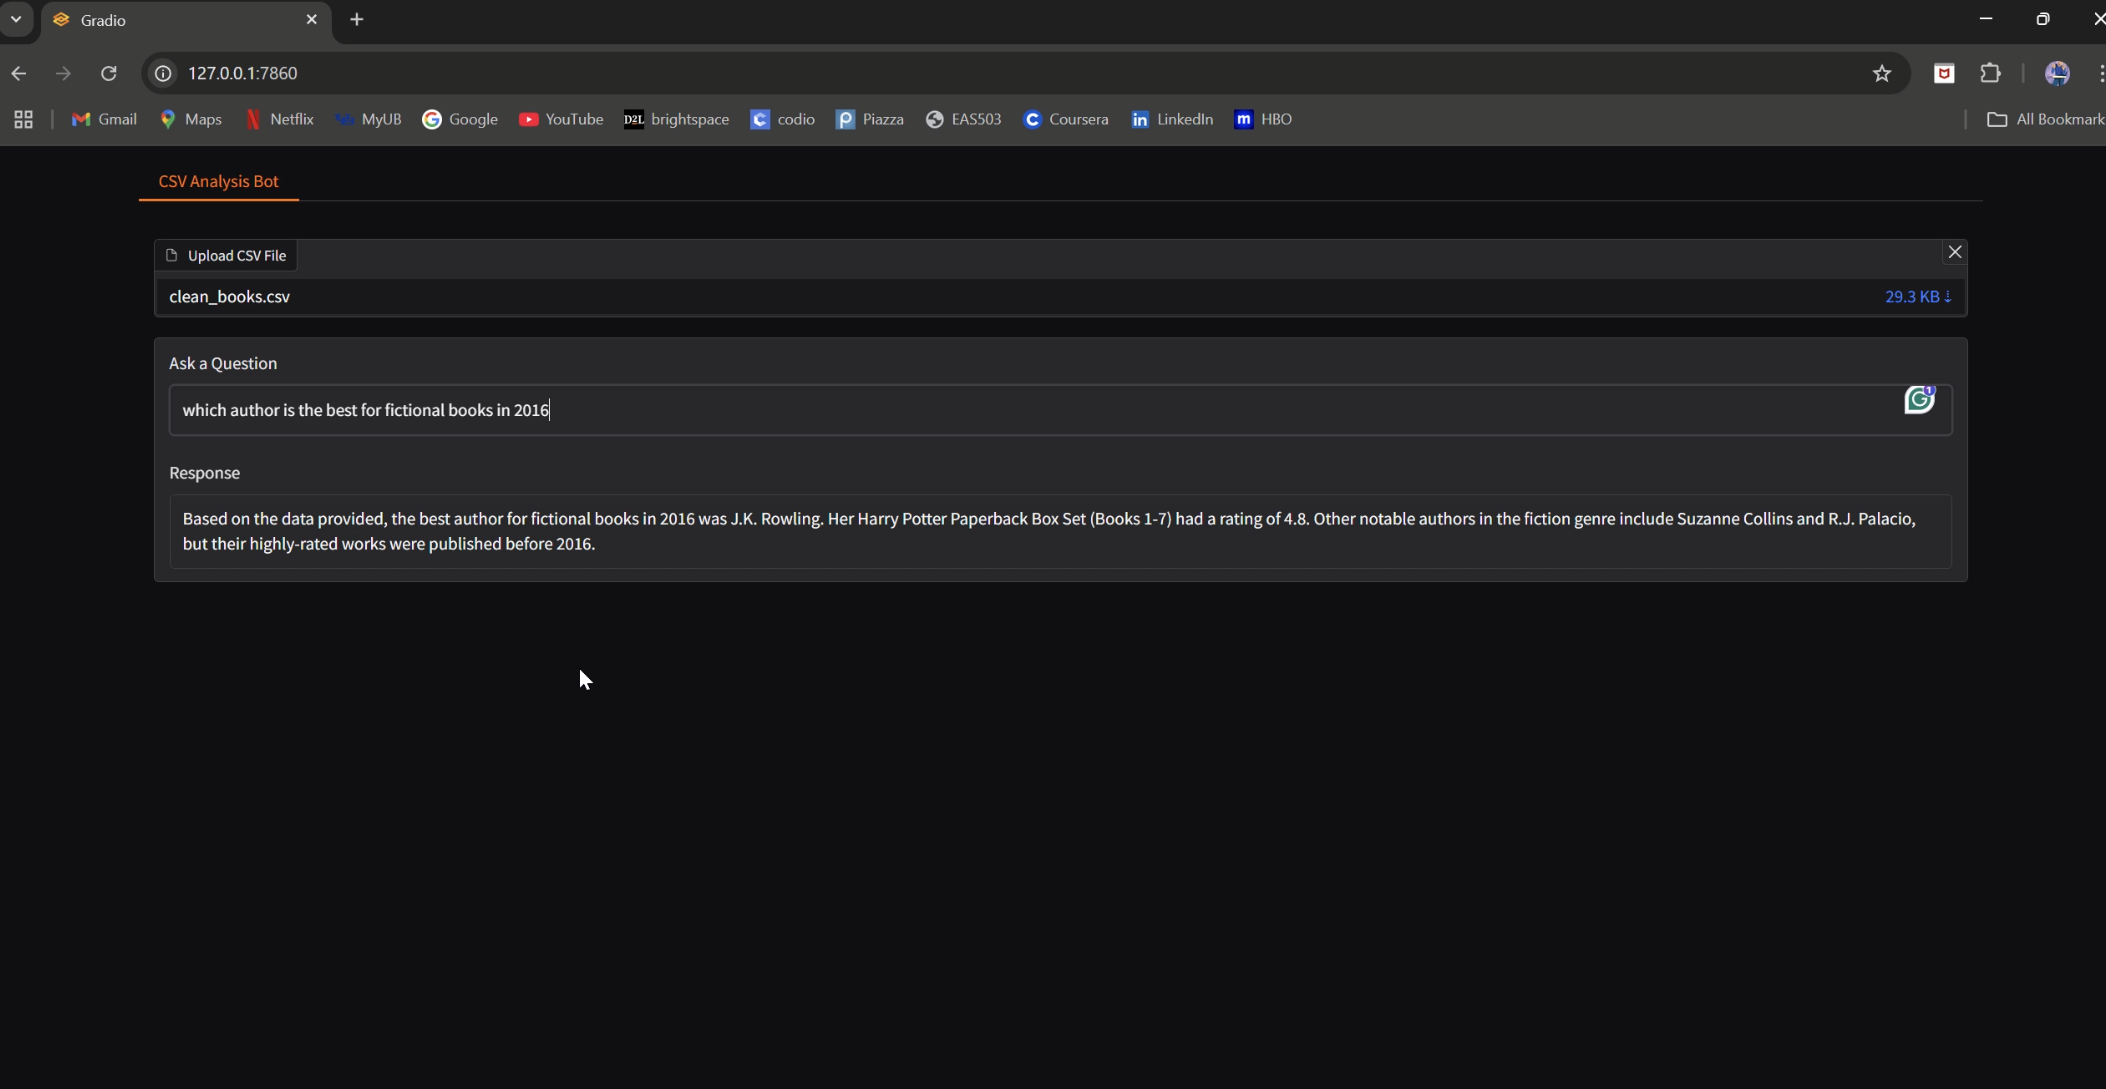 Gradio
127.0.0.1:7860
Gmail Maps Netflix MyUB Google YouTube D2L brightspace codio Piazza EAS503 Coursera LinkedIn HBO All Bookmark
CSV Analysis Bot
Upload CSV File
clean_books.csv 29.3 KB ↓
Ask a Question
which author is the best for fictional books in 2016
1
Response
Based on the data provided, the best author for fictional books in 2016 was J.K. Rowling. Her Harry Potter Paperback Box Set (Books 1-7) had a rating of 4.8. Other notable authors in the fiction genre include Suzanne Collins and R.J. Palacio,
but their highly-rated works were published before 2016.